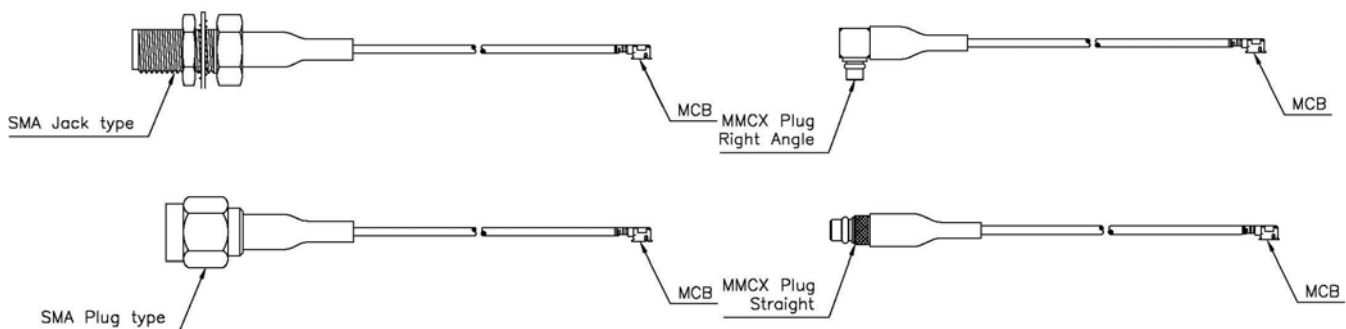 SMA Jack type
MCB
MMCX Plug
Right Angle
MCB
SMA Plug type
MCB
MMCX Plug
Straight
MCB